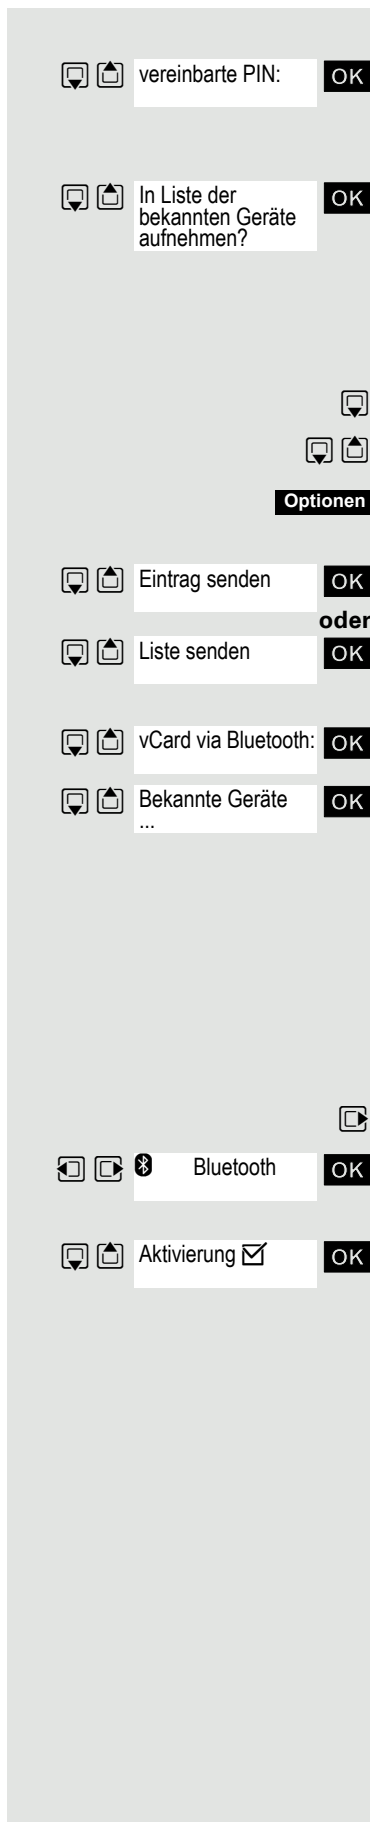 vereinbarte PIN: OK
In Liste der OK
bekannten Geräte
aufnehmen?
Optionen
Eintrag senden OK
oder
Liste senden OK
vCard via Bluetooth: OK
Bekannte Geräte OK
...
Bluetooth OK
Aktivierung OK